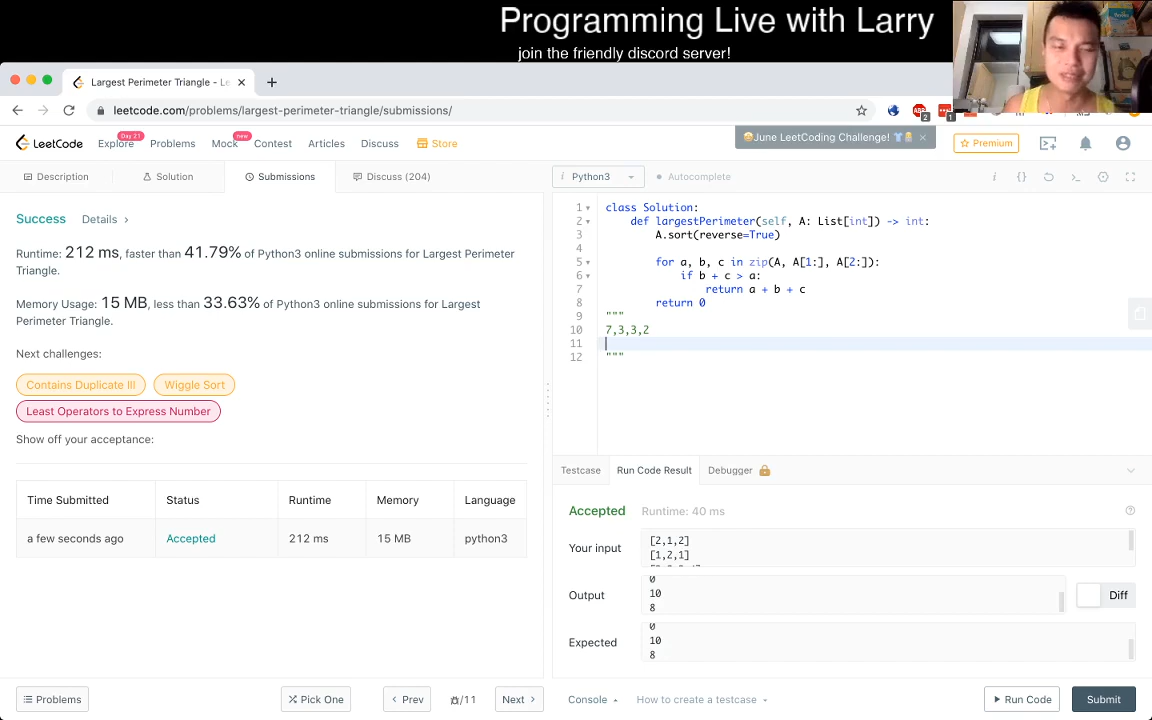 Programming Live with Larry
join the friendly discord server!
Largest Perimeter Triangle - Le
leetcode.com/problems/largest-perimeter-triangle/submissions/
ABP
2
1
LeetCode
Explore
Day 21
Problems
Mock
new
Contest
Articles
Discuss
Store
June LeetCoding Challenge!
Premium
Description
Solution
Submissions
Discuss (204)
i Python3
Autocomplete
Success
Details
Runtime: 212 ms, faster than 41.79% of Python3 online submissions for Largest Perimeter
Triangle.
Memory Usage: 15 MB, less than 33.63% of Python3 online submissions for Largest
Perimeter Triangle.
Next challenges:
Contains Duplicate III
Wiggle Sort
Least Operators to Express Number
Show off your acceptance:
Time Submitted Status Runtime Memory Language
a few seconds ago Accepted 212 ms 15 MB python3
1 class Solution:
2 def largestPerimeter(self, A: List[int]) -> int:
3 A.sort(reverse=True)
4
5 for a, b, c in zip(A, A[1:], A[2:]):
6 if b + c > a:
7 return a + b + c
8 return 0
9 """
10 7,3,3,2
11
12 """
Testcase
Run Code Result
Debugger
Accepted
Runtime: 40 ms
Your input
[2,1,2]
[1,2,1]
Output
0
10
8
Diff
Expected
0
10
8
Problems
Pick One
Prev
/11
Next
Console
How to create a testcase
Run Code
Submit